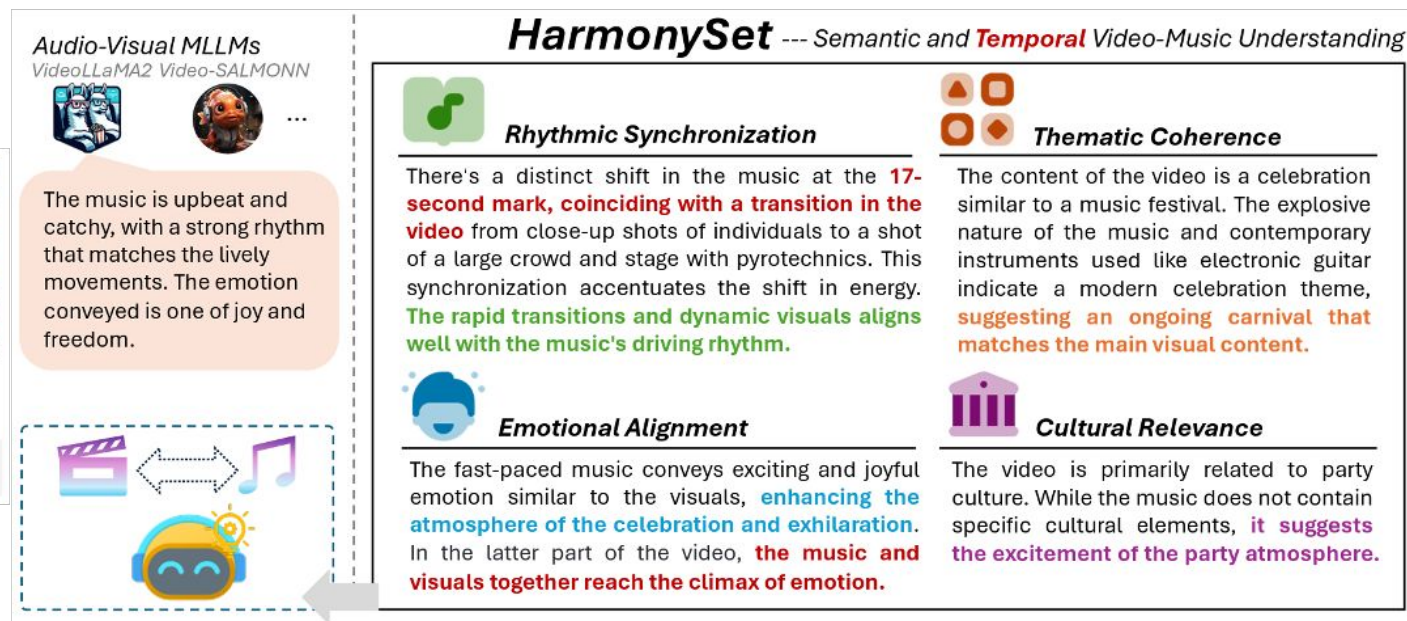 Audio-Visual MLLMs
VideoLLaMA2 Video-SALMONN
...
The music is upbeat and
catchy, with a strong rhythm
that matches the lively
movements. The emotion
conveyed is one of joy and
freedom.
HarmonySet --- Semantic and Temporal Video-Music Understanding
Rhythmic Synchronization
There's a distinct shift in the music at the 17-
second mark, coinciding with a transition in the
video from close-up shots of individuals to a shot
of a large crowd and stage with pyrotechnics. This
synchronization accentuates the shift in energy.
The rapid transitions and dynamic visuals aligns
well with the music's driving rhythm.
Thematic Coherence
The content of the video is a celebration
similar to a music festival. The explosive
nature of the music and contemporary
instruments used like electronic guitar
indicate a modern celebration theme,
suggesting an ongoing carnival that
matches the main visual content.
Emotional Alignment
The fast-paced music conveys exciting and joyful
emotion similar to the visuals, enhancing the
atmosphere of the celebration and exhilaration.
In the latter part of the video, the music and
visuals together reach the climax of emotion.
Cultural Relevance
The video is primarily related to party
culture. While the music does not contain
specific cultural elements, it suggests
the excitement of the party atmosphere.